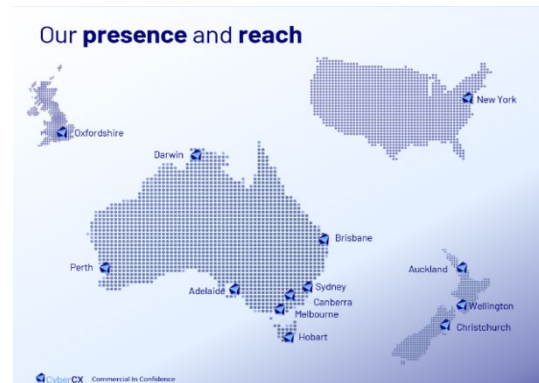 Our presence and reach
Oxfordshire
New York
Darwin
Brisbane
Perth
Adelaide
Sydney
Canberra
Melbourne
Hobart
Auckland
Wellington
Christchurch
CyberCX Commercial In Confidence